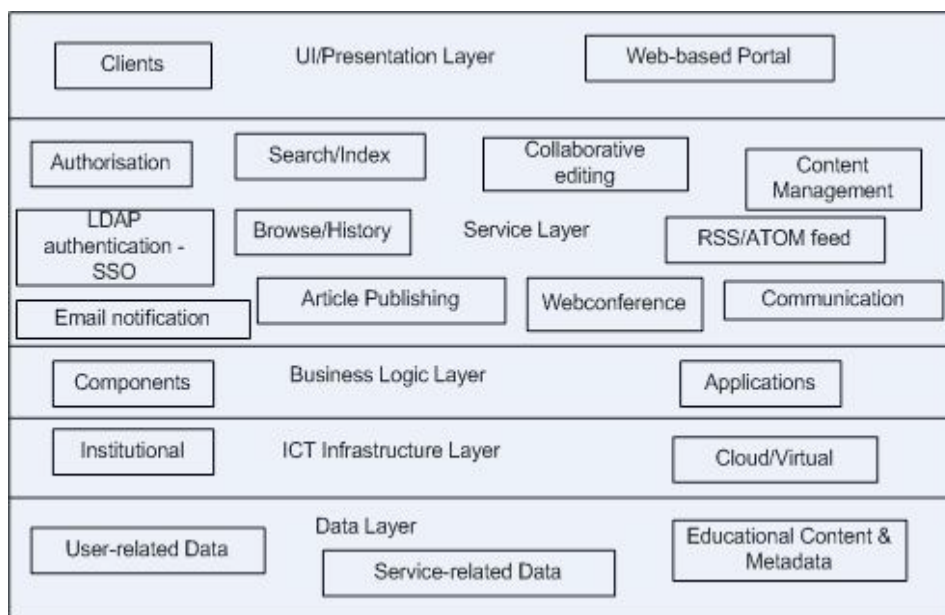 Clients
UI/Presentation Layer
Web-based Portal
Authorisation
Search/Index
Collaborative
editing
Content
Management
LDAP
authentication -
SSO
Browse/History
Service Layer
RSS/ATOM feed
Email notification
Article Publishing
Webconference
Communication
Components
Business Logic Layer
Applications
Institutional
ICT Infrastructure Layer
Cloud/Virtual
User-related Data
Data Layer
Service-related Data
Educational Content &
Metadata